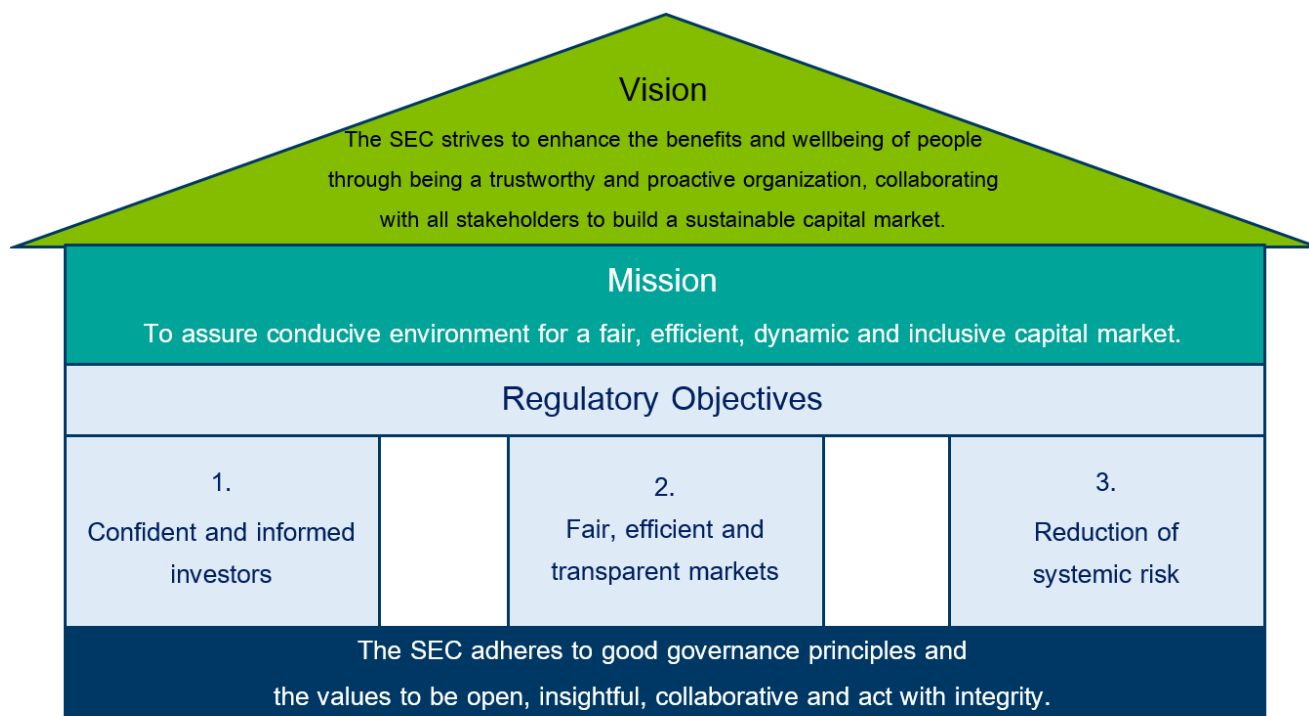 Vision
The SEC strives to enhance the benefits and wellbeing of people
through being a trustworthy and proactive organization, collaborating
with all stakeholders to build a sustainable capital market.
Mission
To assure conducive environment for a fair, efficient, dynamic and inclusive capital market.
Regulatory Objectives
1.
Confident and informed
investors
2.
Fair, efficient and
transparent markets
3.
Reduction of
systemic risk
The SEC adheres to good governance principles and
the values to be open, insightful, collaborative and act with integrity.